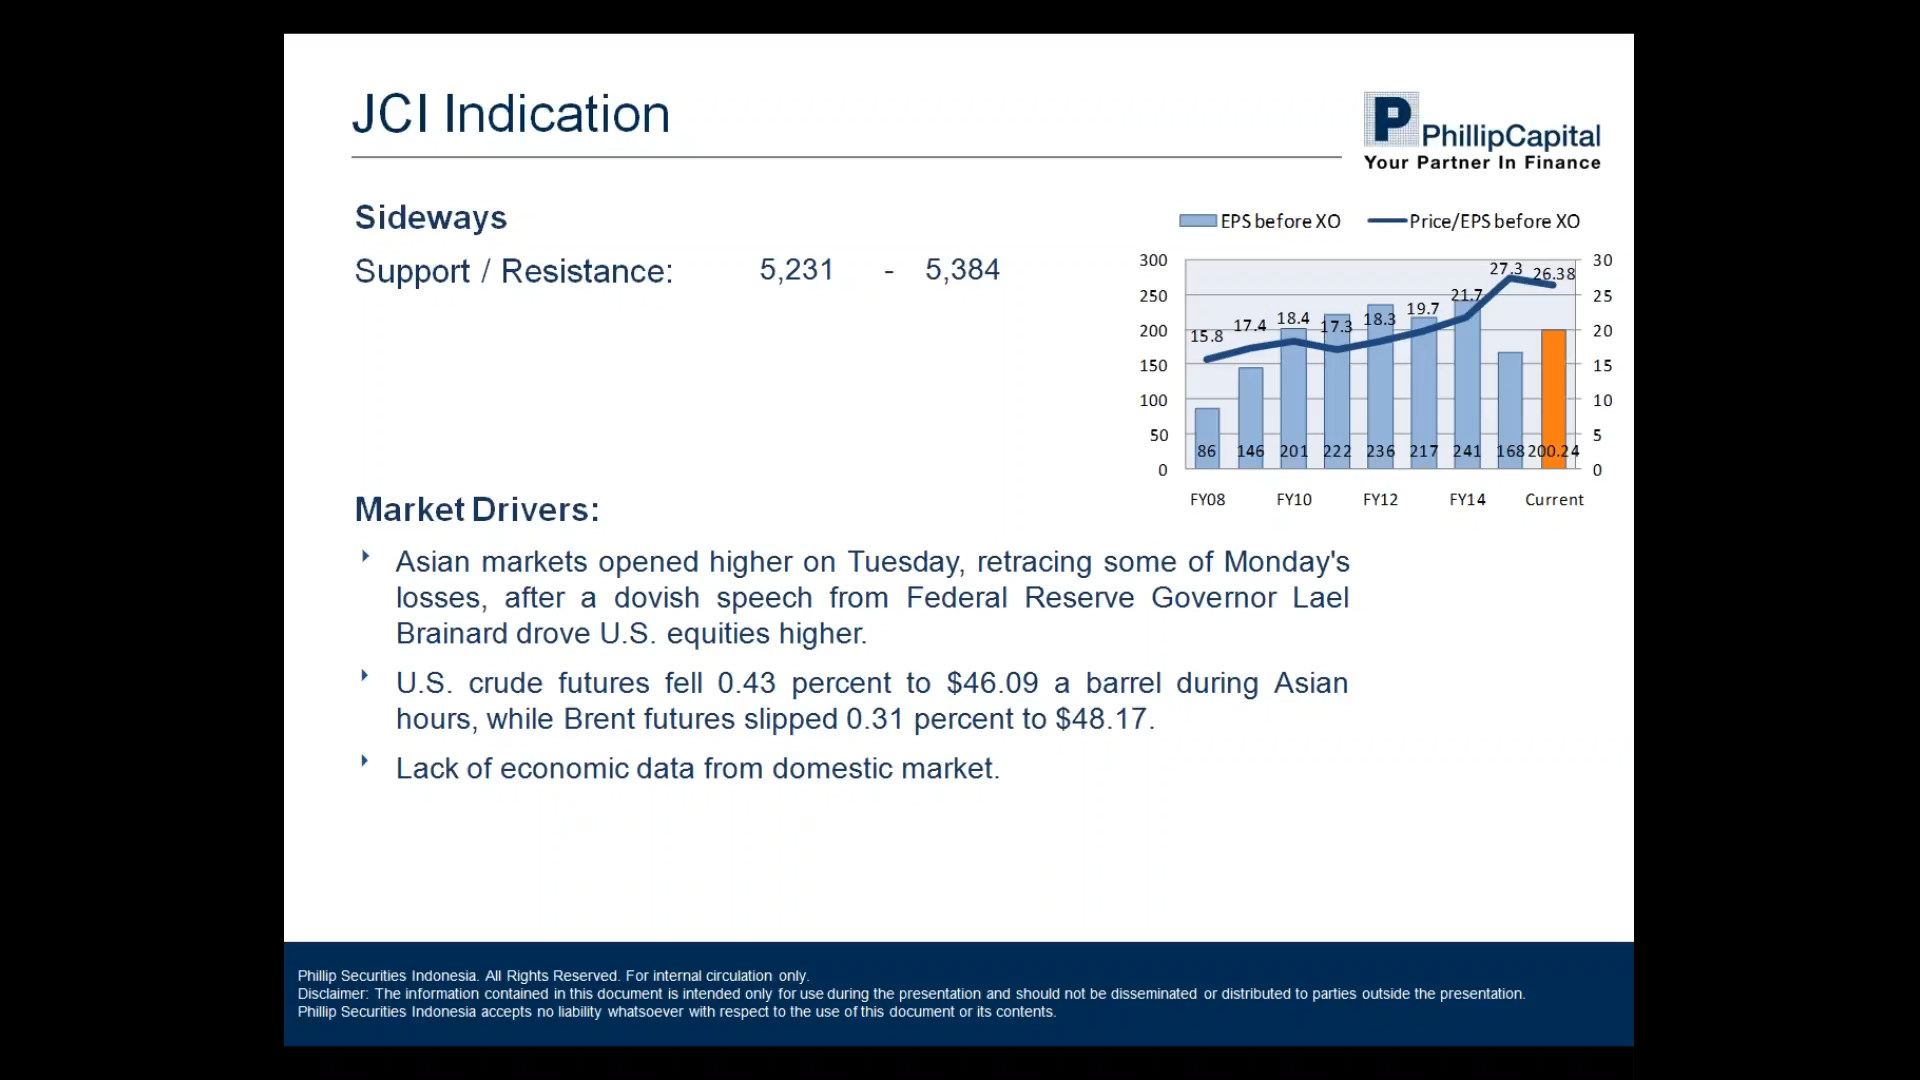 JCI Indication
P PhillipCapital
Your Partner In Finance
Sideways
Support / Resistance: 5,231 - 5,384
EPS before XO Price/EPS before XO
300 250 200 150 100 50 0
30 25 20 15 10 5 0
15.8 17.4 18.4 17.3 18.3 19.7 21.7 27.3 26.38
86 146 201 222 236 217 241 168 200.24
FY08 FY10 FY12 FY14 Current
Market Drivers:
Asian markets opened higher on Tuesday, retracing some of Monday's
losses, after a dovish speech from Federal Reserve Governor Lael
Brainard drove U.S. equities higher.
U.S. crude futures fell 0.43 percent to $46.09 a barrel during Asian
hours, while Brent futures slipped 0.31 percent to $48.17.
Lack of economic data from domestic market.
Phillip Securities Indonesia. All Rights Reserved. For internal circulation only.
Disclaimer: The information contained in this document is intended only for use during the presentation and should not be disseminated or distributed to parties outside the presentation.
Phillip Securities Indonesia accepts no liability whatsoever with respect to the use of this document or its contents.